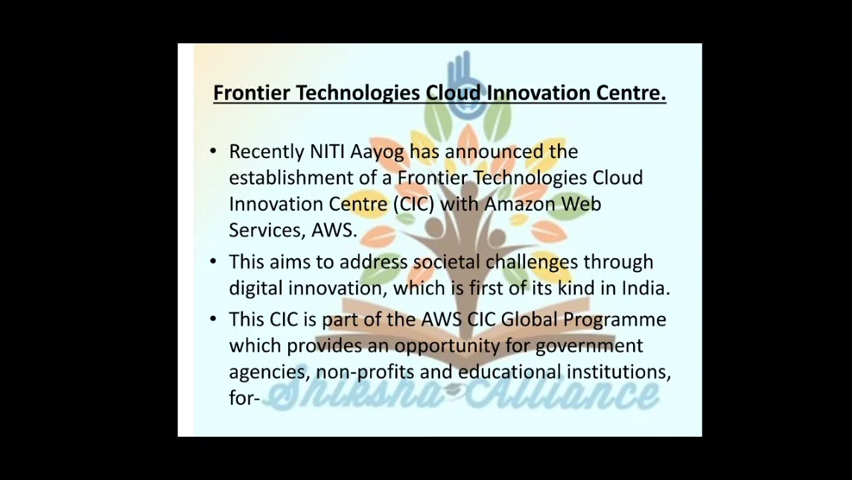 Frontier Technologies Cloud Innovation Centre.
• Recently NITI Aayog has announced the
establishment of a Frontier Technologies Cloud
Innovation Centre (CIC) with Amazon Web
Services, AWS.
• This aims to address societal challenges through
digital innovation, which is first of its kind in India.
• This CIC is part of the AWS CIC Global Programme
which provides an opportunity for government
agencies, non-profits and educational institutions,
for-
Shiksha Alliance